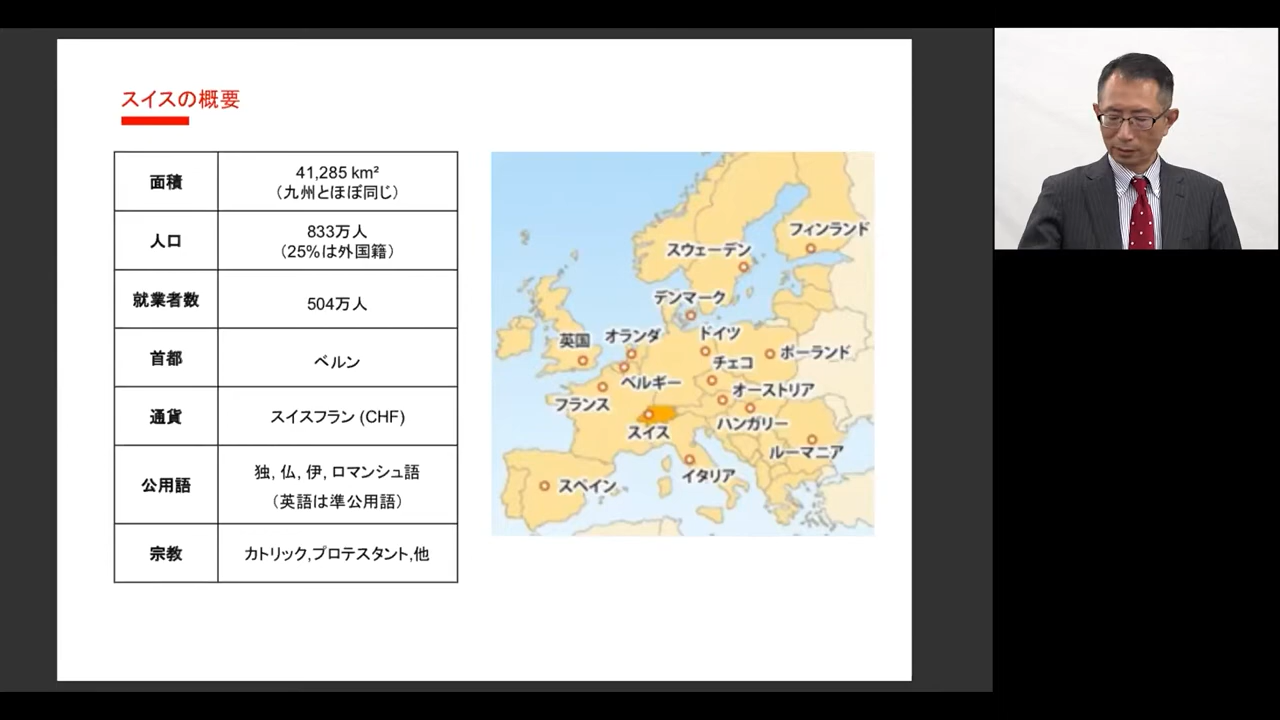 スイスの概要
面積
41,285 km²
（九州とほぼ同じ）
人口
833万人
（25%は外国籍）
就業者数
504万人
首都
ベルン
通貨
スイスフラン (CHF)
公用語
独, 仏, 伊, ロマンシュ語
（英語は準公用語）
宗教
カトリック,プロテスタント,他
フィンランド
スウェーデン
デンマーク
英国
オランダ
ドイツ
ポーランド
チェコ
ベルギー
オーストリア
フランス
ハンガリー
スイス
ルーマニア
イタリア
スペイン